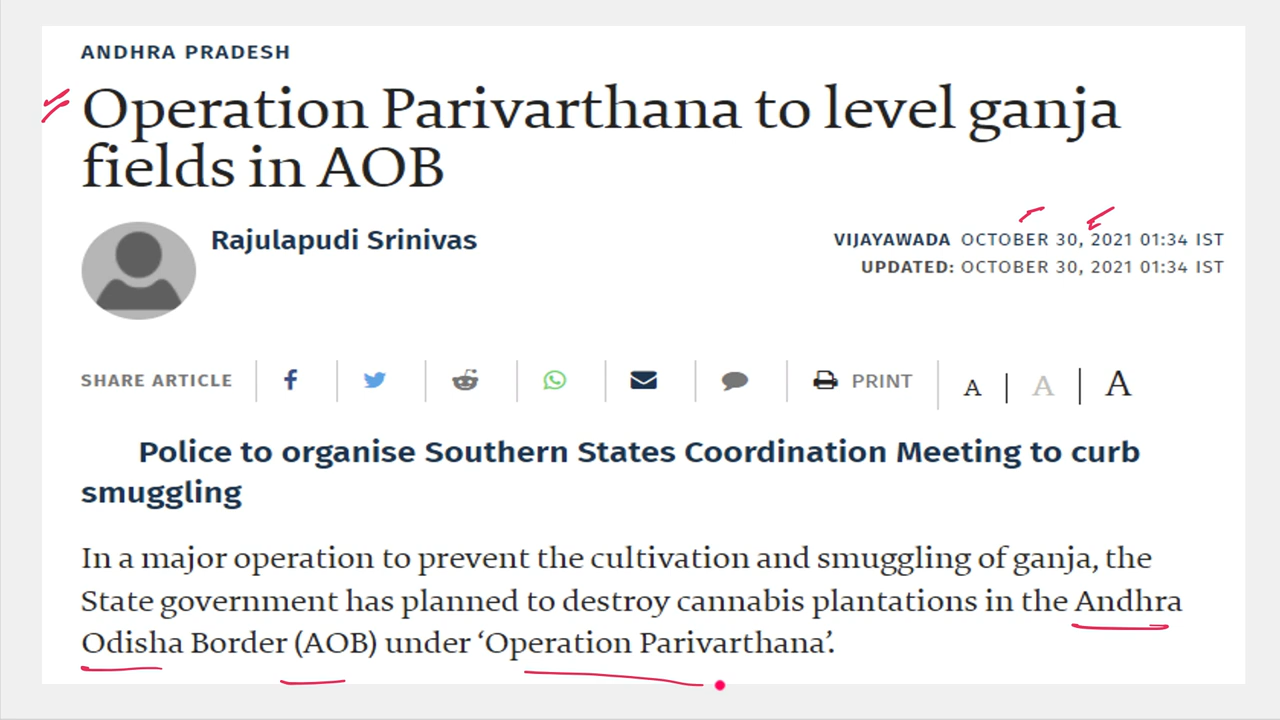 ANDHRA PRADESH
Operation Parivarthana to level ganja
fields in AOB
Rajulapudi Srinivas
VIJAYAWADA OCTOBER 30, 2021 01:34 IST
UPDATED: OCTOBER 30, 2021 01:34 IST
SHARE ARTICLE PRINT A A A
Police to organise Southern States Coordination Meeting to curb
smuggling
In a major operation to prevent the cultivation and smuggling of ganja, the
State government has planned to destroy cannabis plantations in the Andhra
Odisha Border (AOB) under ‘Operation Parivarthana’.